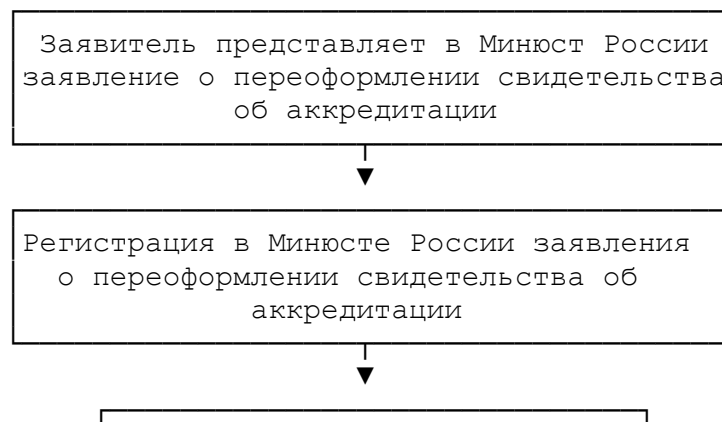 Заявитель представляет в Минюст России
заявление о переоформлении свидетельства
об аккредитации
Регистрация в Минюсте России заявления
о переоформлении свидетельства об
аккредитации